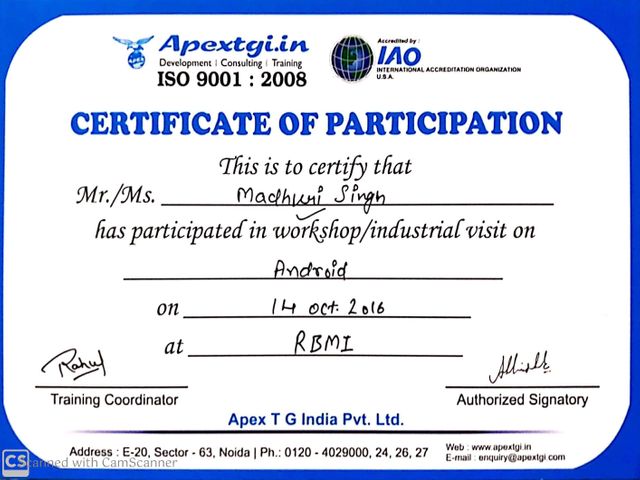 Apextgi.in
Development | Consulting | Training
ISO 9001 : 2008
APEX
Accredited by :
IAO
INTERNATIONAL ACCREDITATION ORGANIZATION
U.S.A.
CERTIFICATE OF PARTICIPATION
This is to certify that
Mr./Ms. Madhuri Singh
has participated in workshop/industrial visit on
Android
on 14 oct. 2016
at RBMI
Rahul
Training Coordinator
Authorized Signatory
Apex T G India Pvt. Ltd.
Address : E-20, Sector - 63, Noida | Ph.: 0120 - 4029000, 24, 26, 27
Web : www.apextgi.in
E-mail : enquiry@apextgi.com
CS Scanned with CamScanner